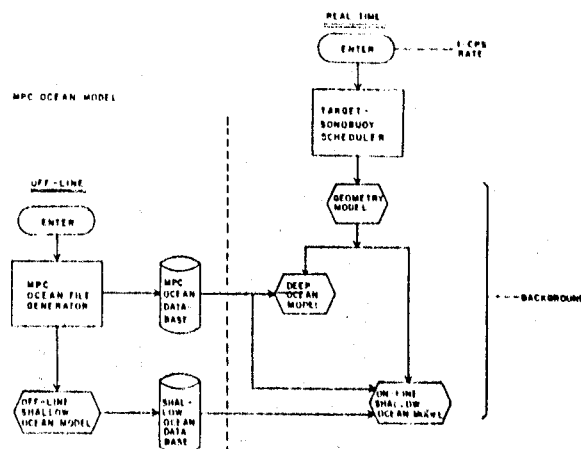 REAL TIME
ENTER
1-CPS
RATE
MPC OCEAN MODEL
TARGET-
SONOBUOY
SCHEDULER
OFF-LINE
ENTER
GEOMETRY
MODEL
MPC
OCEAN FILE
GENERATOR
MPC
OCEAN
DATA-
BASE
DEEP
OCEAN
MODEL
BACKGROUND
OFF-LINE
SHALLOW
OCEAN MODEL
SHAL-
LOW
OCEAN
DATA
BASE
ON-LINE
SHALLOW
OCEAN MODEL